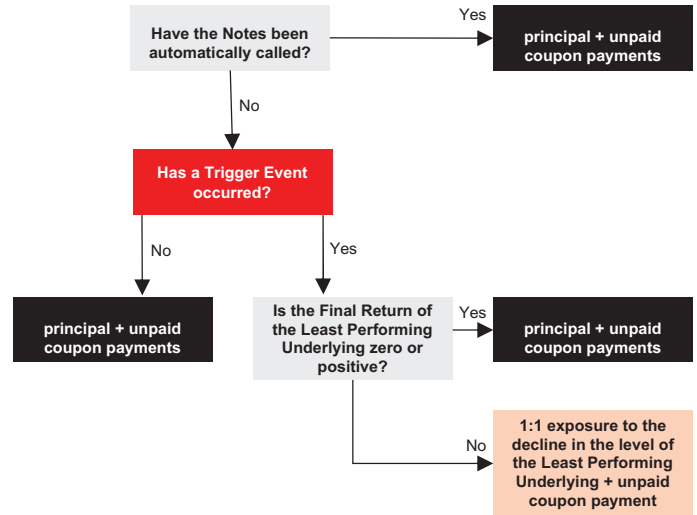 Have the Notes been
automatically called?
Yes
principal + unpaid
coupon payments
No
Has a Trigger Event
occurred?
No
Yes
principal + unpaid
coupon payments
Is the Final Return of
the Least Performing
Underlying zero or
positive?
Yes
principal + unpaid
coupon payments
No
1:1 exposure to the
decline in the level of
the Least Performing
Underlying + unpaid
coupon payment